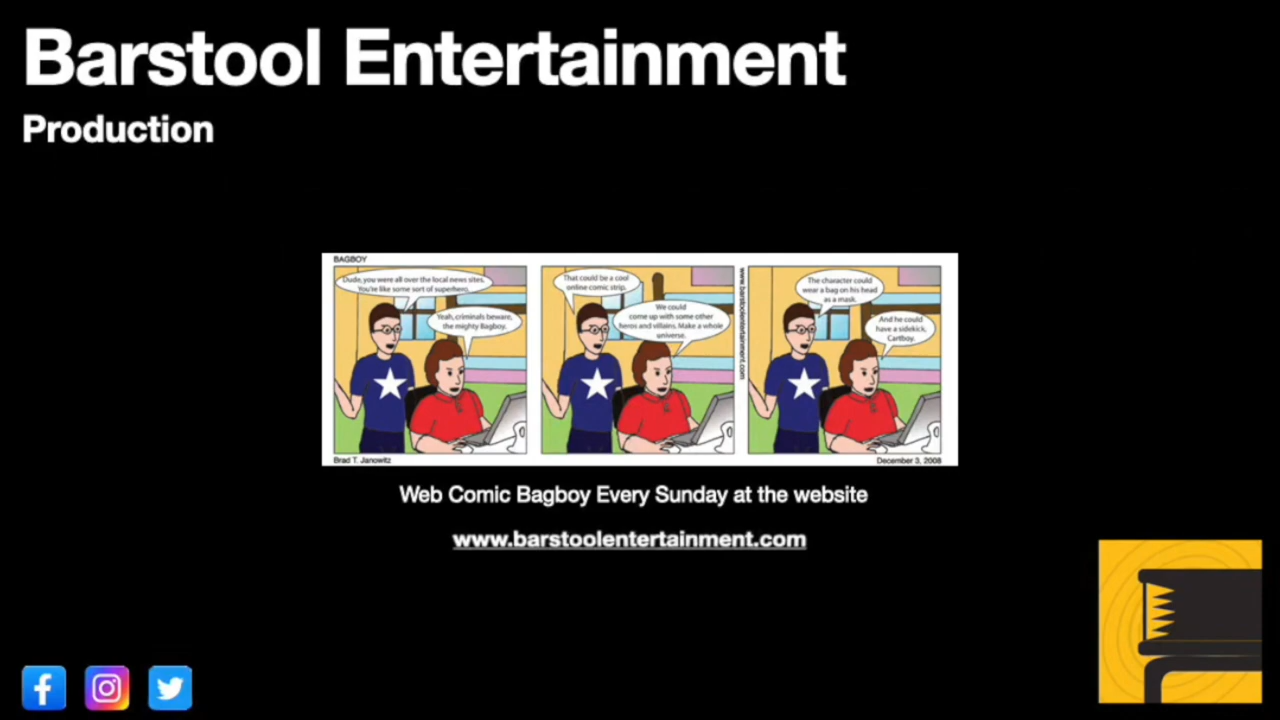 Barstool Entertainment
Production
BAGBOY
Dude, you were all over the local news sites.
You're like some sort of superhero.
Yeah, criminals beware,
the mighty Bagboy.
That could be a cool
online comic strip.
We could
come up with some other
heros and villains. Make a whole
universe.
www.barstoolentertainment.com
The character could
wear a bag on his head
as a mask.
And he could
have a sidekick,
Cartboy.
Brad T. Janowitz
December 3, 2008
Web Comic Bagboy Every Sunday at the website
www.barstoolentertainment.com